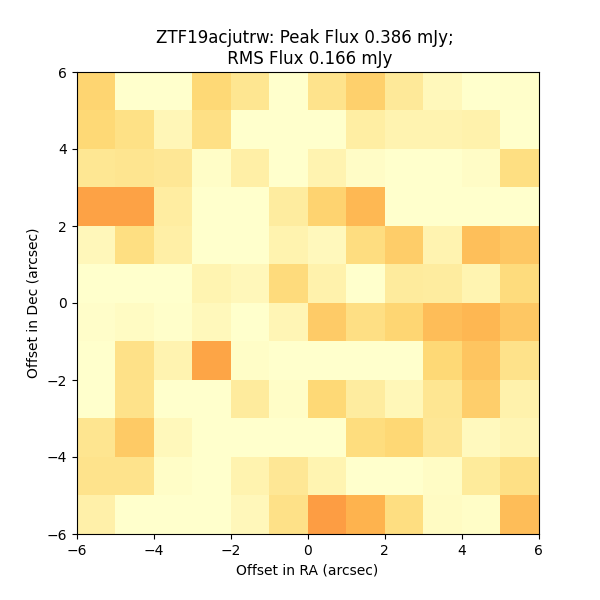 ZTF19acjutrw: Peak Flux 0.386 mJy;
RMS Flux 0.166 mJy
6
4
2
0
−2
−4
−6
Offset in Dec (arcsec)
−6 −4 −2 0 2 4 6
Offset in RA (arcsec)